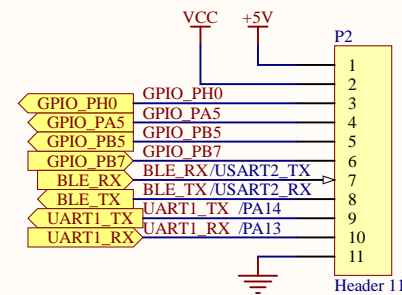 VCC +5V
P2
1
2
GPIO_PH0 GPIO_PH0 3
GPIO_PA5 GPIO_PA5 4
GPIO_PB5 GPIO_PB5 5
GPIO_PB7 GPIO_PB7 6
BLE_RX BLE_RX/USART2_TX 7
BLE_TX BLE_TX/USART2_RX 8
UART1_TX UART1_TX /PA14 9
UART1_RX UART1_RX /PA13 10
11
Header 11